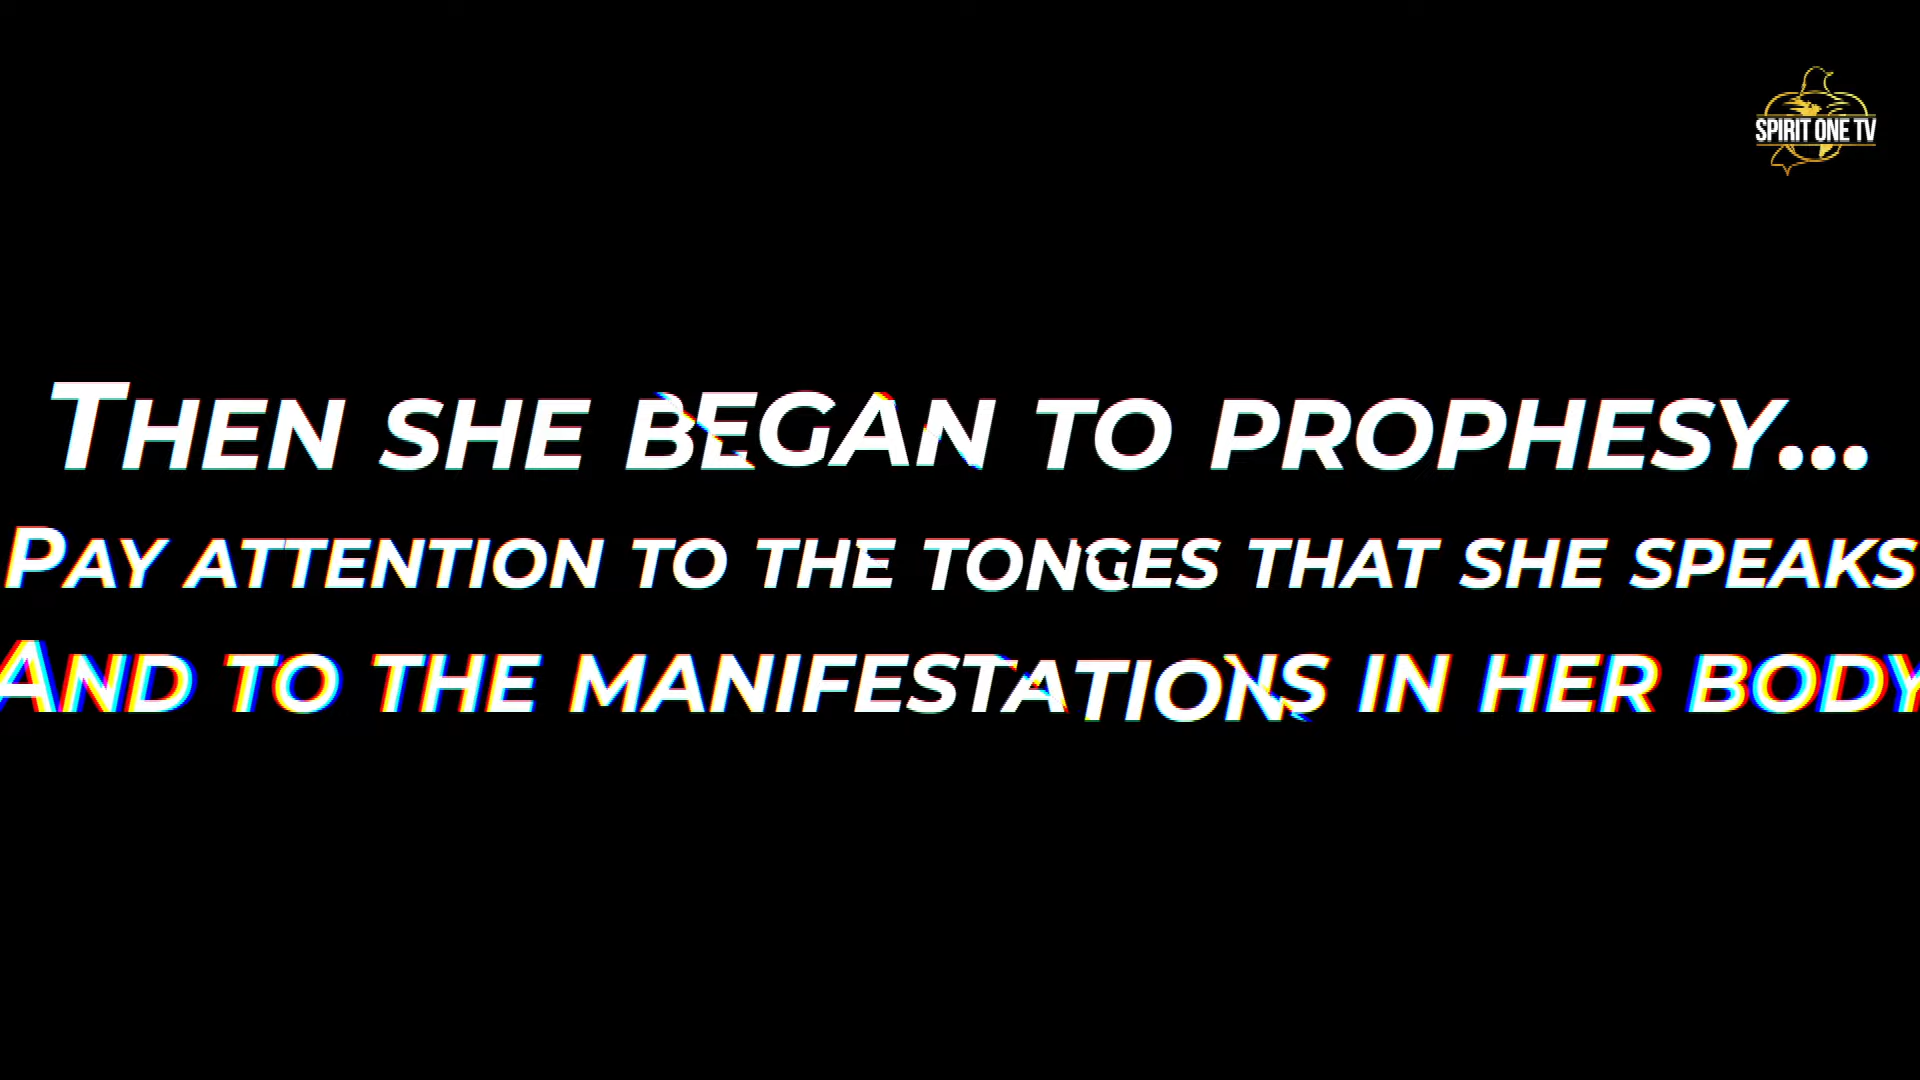 SPIRIT ONE TV
THEN SHE BEGAN TO PROPHESY...
PAY ATTENTION TO THE TONGES THAT SHE SPEAKS
AND TO THE MANIFESTATIONS IN HER BODY